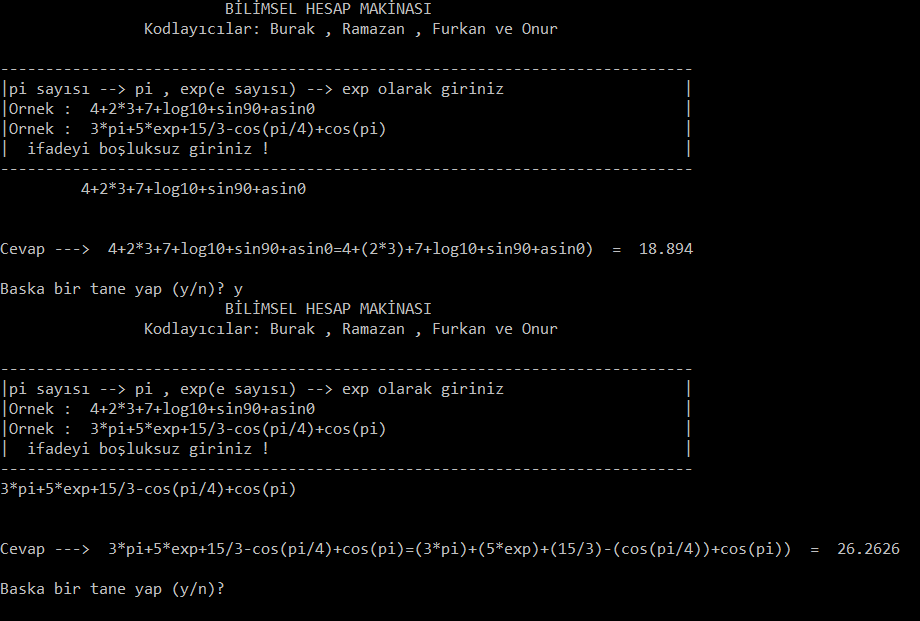 BİLİMSEL HESAP MAKİNASI
Kodlayıcılar: Burak , Ramazan , Furkan ve Onur
-----------------------------------------------------------------------------
|pi sayısı --> pi , exp(e sayısı) --> exp olarak giriniz |
|Ornek : 4+2*3+7+log10+sin90+asin0 |
|Ornek : 3*pi+5*exp+15/3-cos(pi/4)+cos(pi) |
| ifadeyi boşluksuz giriniz ! |
-----------------------------------------------------------------------------
4+2*3+7+log10+sin90+asin0
Cevap ---> 4+2*3+7+log10+sin90+asin0=4+(2*3)+7+log10+sin90+asin0) = 18.894
Baska bir tane yap (y/n)? y
BİLİMSEL HESAP MAKİNASI
Kodlayıcılar: Burak , Ramazan , Furkan ve Onur
-----------------------------------------------------------------------------
|pi sayısı --> pi , exp(e sayısı) --> exp olarak giriniz |
|Ornek : 4+2*3+7+log10+sin90+asin0 |
|Ornek : 3*pi+5*exp+15/3-cos(pi/4)+cos(pi) |
| ifadeyi boşluksuz giriniz ! |
-----------------------------------------------------------------------------
3*pi+5*exp+15/3-cos(pi/4)+cos(pi)
Cevap ---> 3*pi+5*exp+15/3-cos(pi/4)+cos(pi)=(3*pi)+(5*exp)+(15/3)-(cos(pi/4))+cos(pi)) = 26.2626
Baska bir tane yap (y/n)?